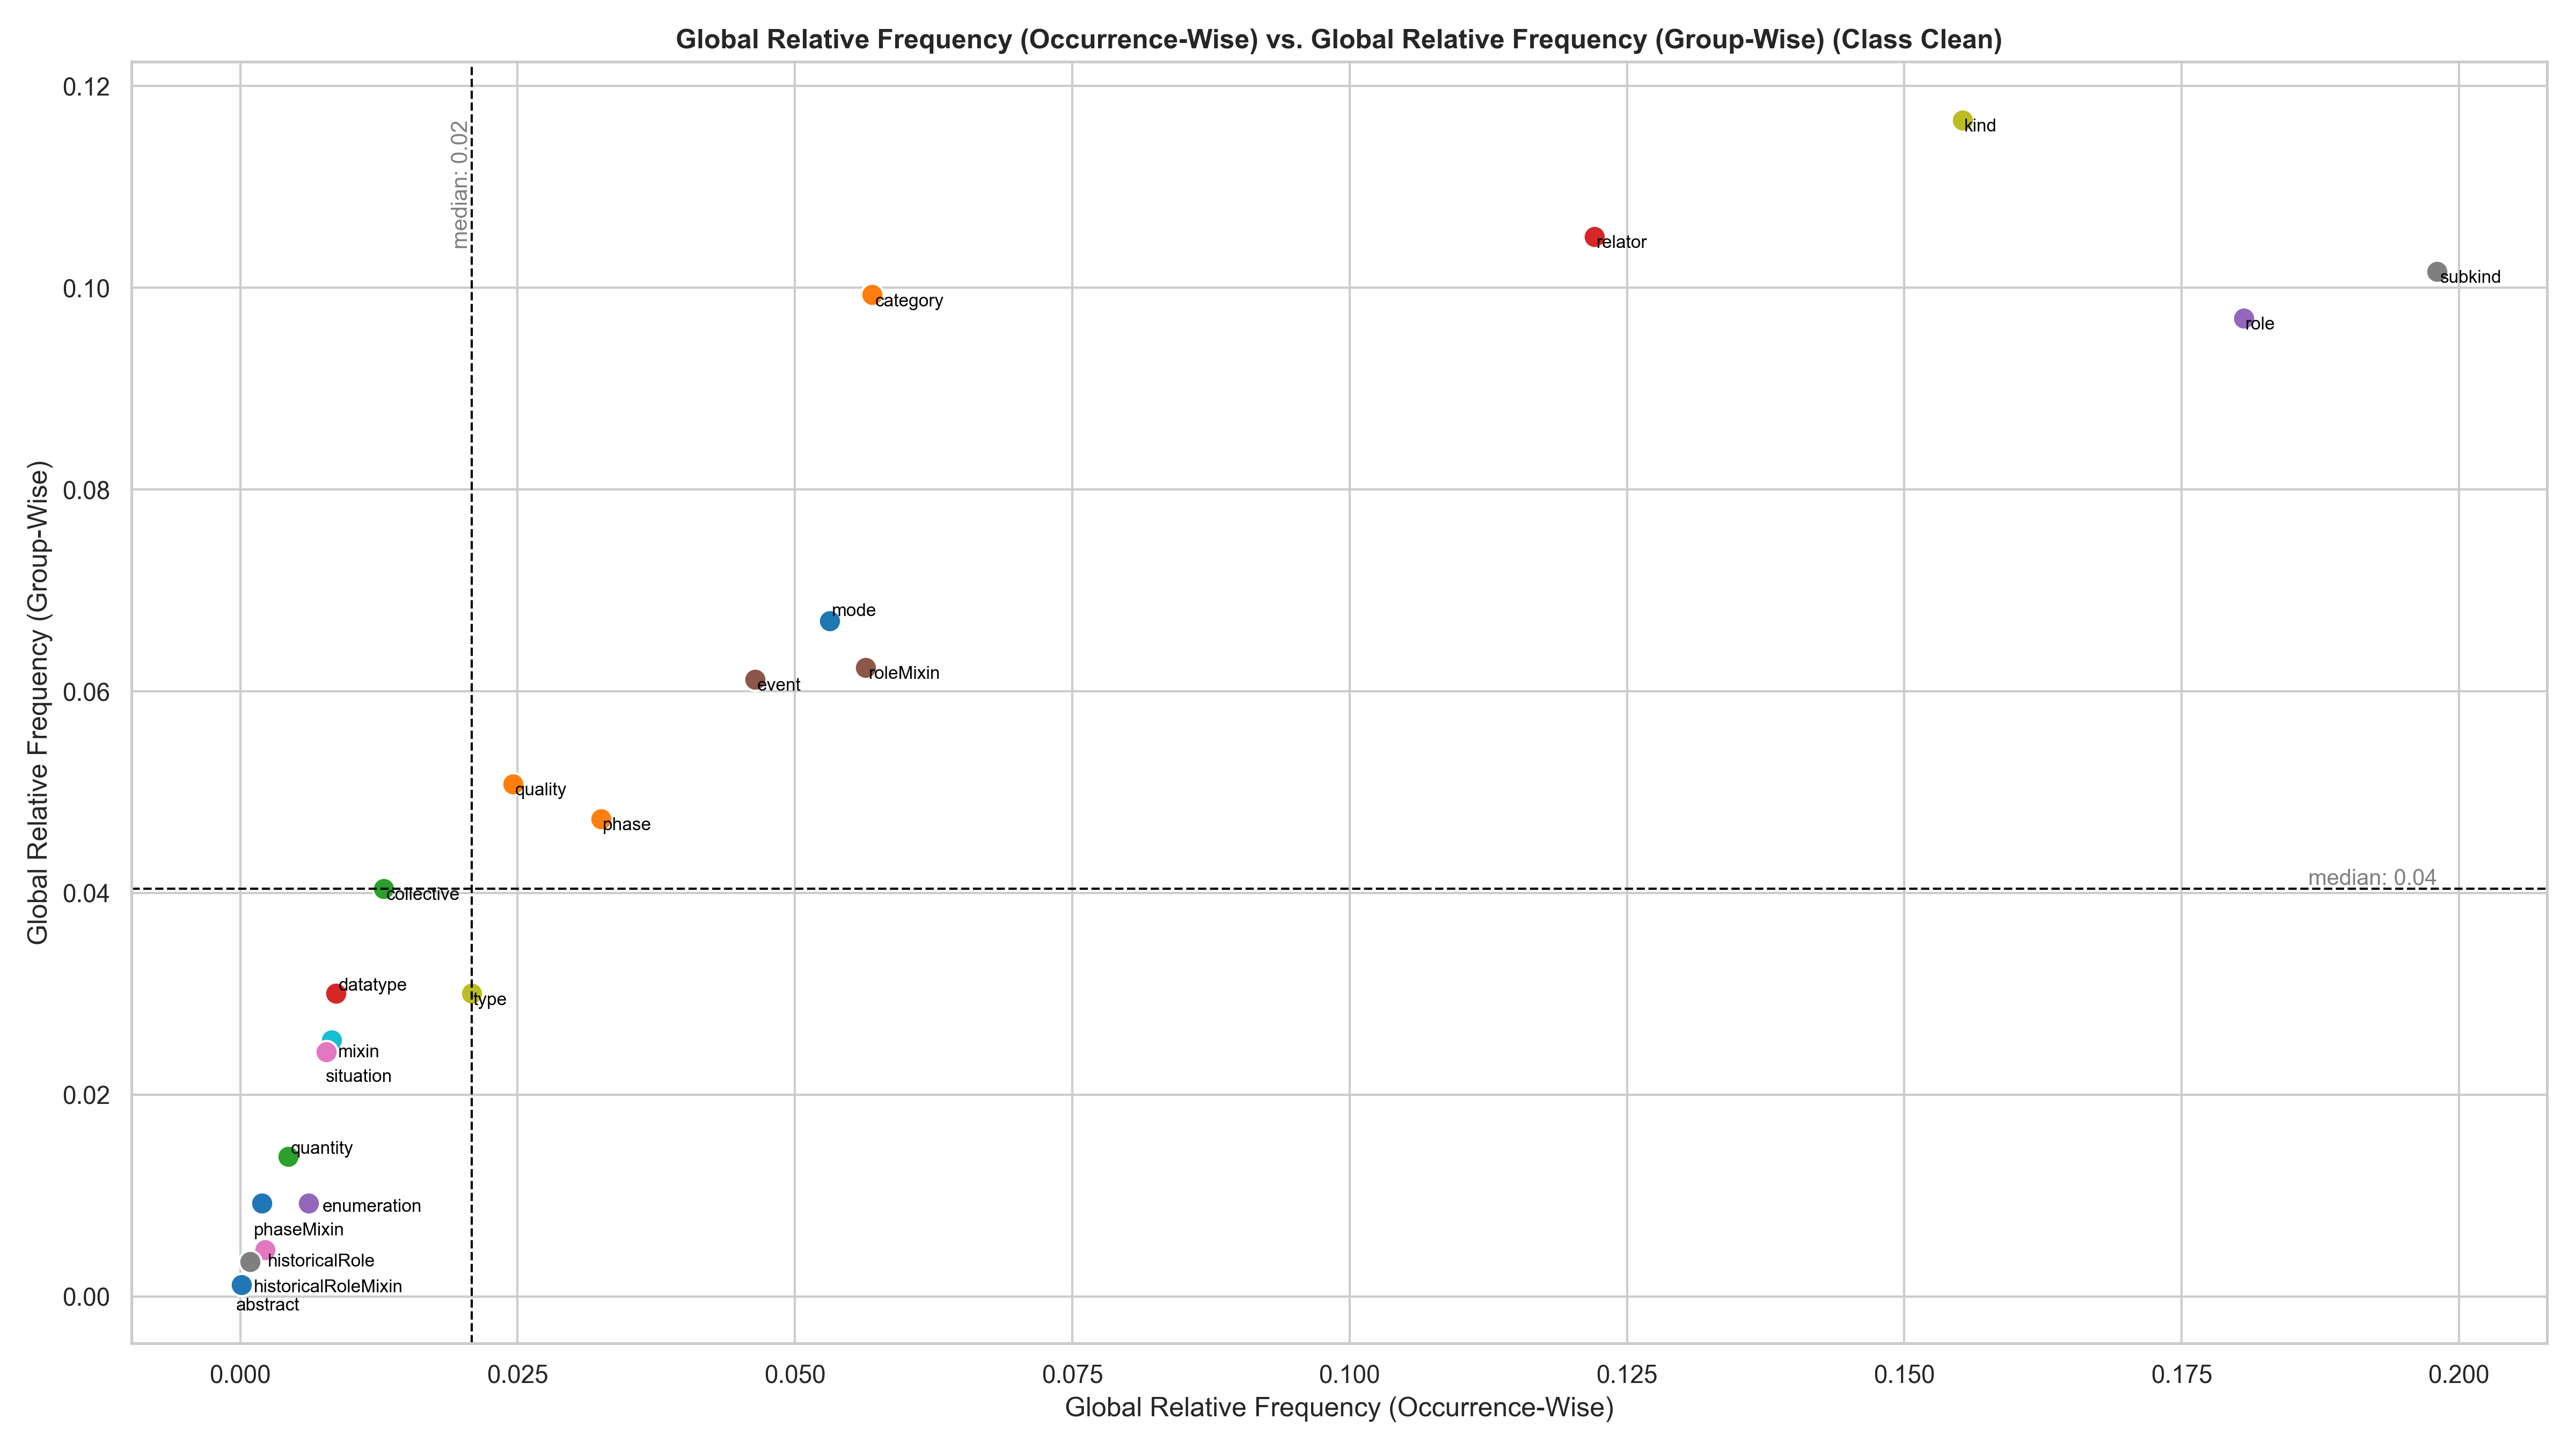 Global Relative Frequency (Occurrence-Wise) vs. Global Relative Frequency (Group-Wise) (Class Clean)
Global Relative Frequency (Group-Wise)
0.12
0.10
0.08
0.06
0.04
0.02
0.00
median: 0.02
median: 0.04
kind
relator
subkind
category
role
mode
roleMixin
event
quality
phase
collective
datatype
type
mixin
situation
quantity
enumeration
phaseMixin
historicalRole
historicalRoleMixin
abstract
0.000
0.025
0.050
0.075
0.100
0.125
0.150
0.175
0.200
Global Relative Frequency (Occurrence-Wise)